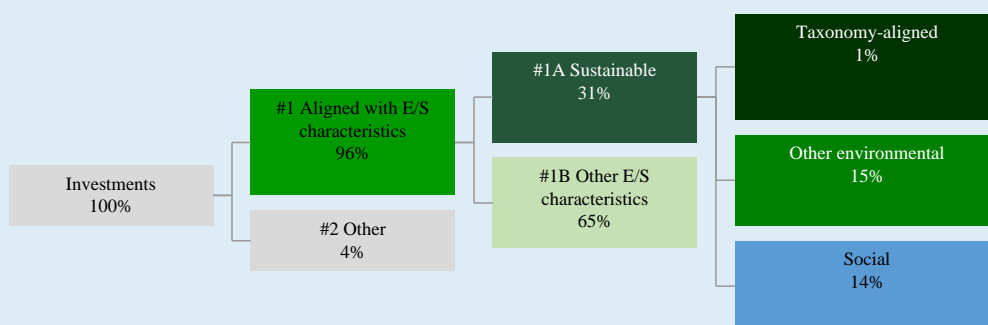 Investments
100%
#1 Aligned with E/S
characteristics
96%
#2 Other
4%
#1A Sustainable
31%
#1B Other E/S
characteristics
65%
Taxonomy-aligned
1%
Other environmental
15%
Social
14%